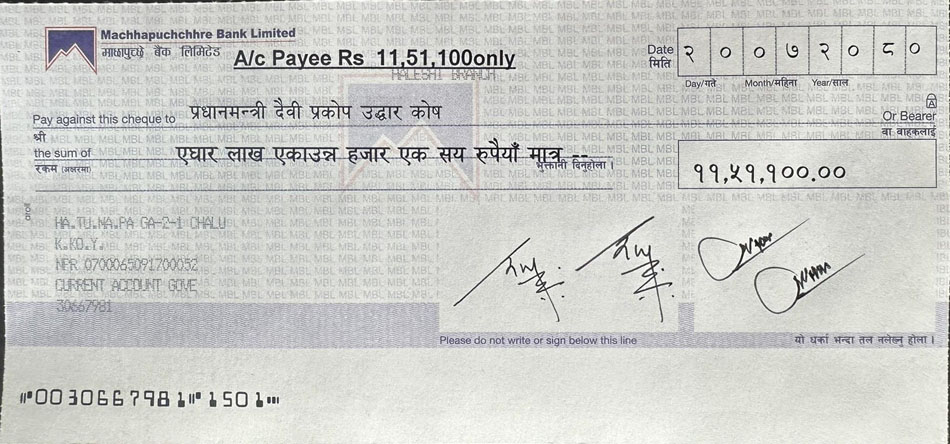 Machhapuchchhre Bank Limited
माछापुच्छ्रे बैंक लिमिटेड
A/c Payee Rs 11,51,100only
HALESHI BRANCH
Date २ ० ० ७ २ ० ८ ०
मिति
Day/गते Month/महिना Year/साल
Pay against this cheque to प्रधानमन्त्री दैवी प्रकोप उद्धार कोष
Or Bearer
श्री
वा वाहकलाई
the sum of एघार लाख एकाउन्न हजार एक सय रुपैयाँ मात्र --
रकम (अक्षरमा) भुक्तानी दिनुहोला।
११,५१,१००.००
HA.TU.NA.PA GA-2-1 CHALU
K.KO.Y.
NPR 0700065091700052
CURRENT ACCOUNT GOVE
30667981
Please do not write or sign below this line
यो धर्का भन्दा तल नलेख्नु होला।
⑈0030667981⑈1501⑈